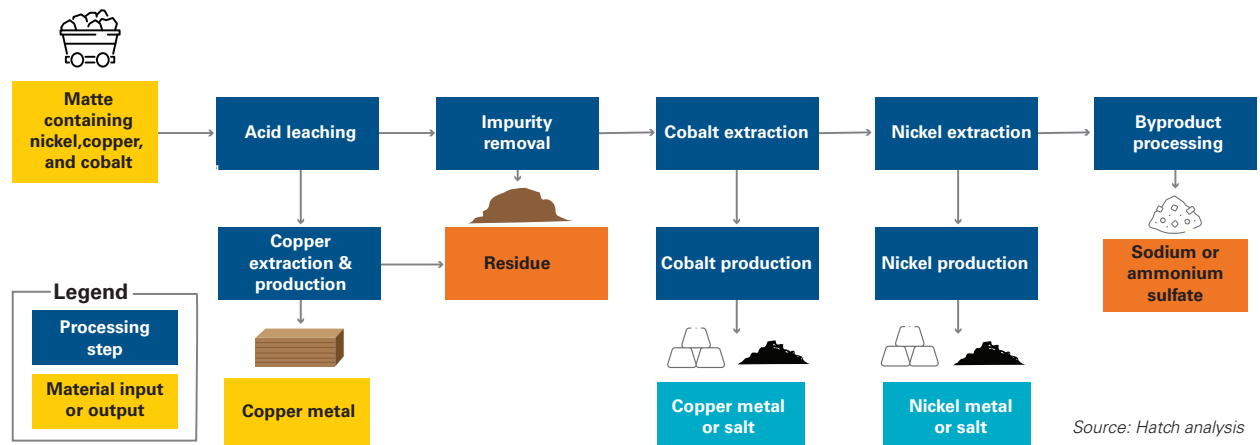 Matte
containing
nickel,copper,
and cobalt
Acid leaching
Impurity
removal
Cobalt extraction
Nickel extraction
Byproduct
processing
Copper
extraction &
production
Residue
Cobalt production
Nickel production
Sodium or
ammonium
sulfate
Legend
Processing
step
Material input
or output
Copper metal
Copper metal
or salt
Nickel metal
or salt
Source: Hatch analysis